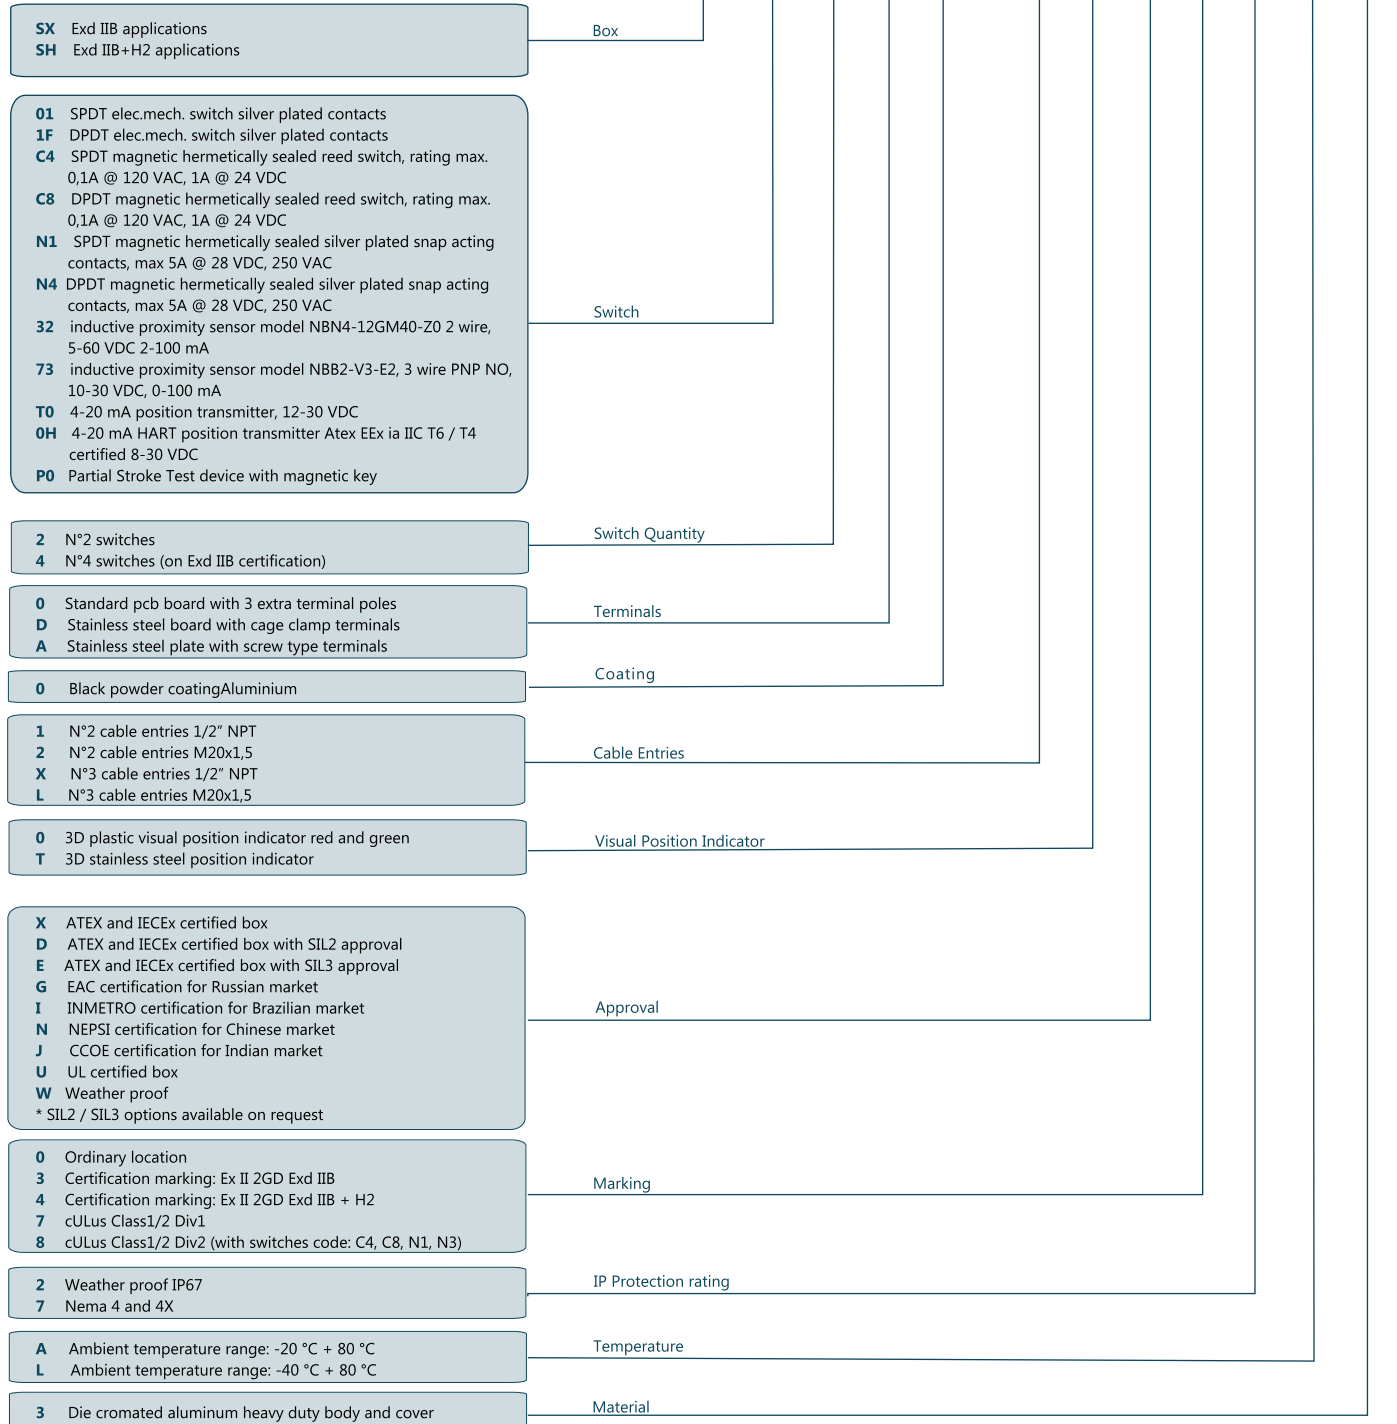 SX Exd IIB applications
SH Exd IIB+H2 applications
Box
01 SPDT elec.mech. switch silver plated contacts
1F DPDT elec.mech. switch silver plated contacts
C4 SPDT magnetic hermetically sealed reed switch, rating max.
0,1A @ 120 VAC, 1A @ 24 VDC
C8 DPDT magnetic hermetically sealed reed switch, rating max.
0,1A @ 120 VAC, 1A @ 24 VDC
N1 SPDT magnetic hermetically sealed silver plated snap acting
contacts, max 5A @ 28 VDC, 250 VAC
N4 DPDT magnetic hermetically sealed silver plated snap acting
contacts, max 5A @ 28 VDC, 250 VAC
32 inductive proximity sensor model NBN4-12GM40-Z0 2 wire,
5-60 VDC 2-100 mA
73 inductive proximity sensor model NBB2-V3-E2, 3 wire PNP NO,
10-30 VDC, 0-100 mA
T0 4-20 mA position transmitter, 12-30 VDC
0H 4-20 mA HART position transmitter Atex EEx ia IIC T6 / T4
certified 8-30 VDC
P0 Partial Stroke Test device with magnetic key
Switch
2 N°2 switches
4 N°4 switches (on Exd IIB certification)
Switch Quantity
0 Standard pcb board with 3 extra terminal poles
D Stainless steel board with cage clamp terminals
A Stainless steel plate with screw type terminals
Terminals
0 Black powder coatingAluminium
Coating
1 N°2 cable entries 1/2” NPT
2 N°2 cable entries M20x1,5
X N°3 cable entries 1/2” NPT
L N°3 cable entries M20x1,5
Cable Entries
0 3D plastic visual position indicator red and green
T 3D stainless steel position indicator
Visual Position Indicator
X ATEX and IECEx certified box
D ATEX and IECEx certified box with SIL2 approval
E ATEX and IECEx certified box with SIL3 approval
G EAC certification for Russian market
I INMETRO certification for Brazilian market
N NEPSI certification for Chinese market
J CCOE certification for Indian market
U UL certified box
W Weather proof
* SIL2 / SIL3 options available on request
Approval
0 Ordinary location
3 Certification marking: Ex II 2GD Exd IIB
4 Certification marking: Ex II 2GD Exd IIB + H2
7 cULus Class1/2 Div1
8 cULus Class1/2 Div2 (with switches code: C4, C8, N1, N3)
Marking
2 Weather proof IP67
7 Nema 4 and 4X
IP Protection rating
A Ambient temperature range: -20 °C + 80 °C
L Ambient temperature range: -40 °C + 80 °C
Temperature
3 Die cromated aluminum heavy duty body and cover
Material